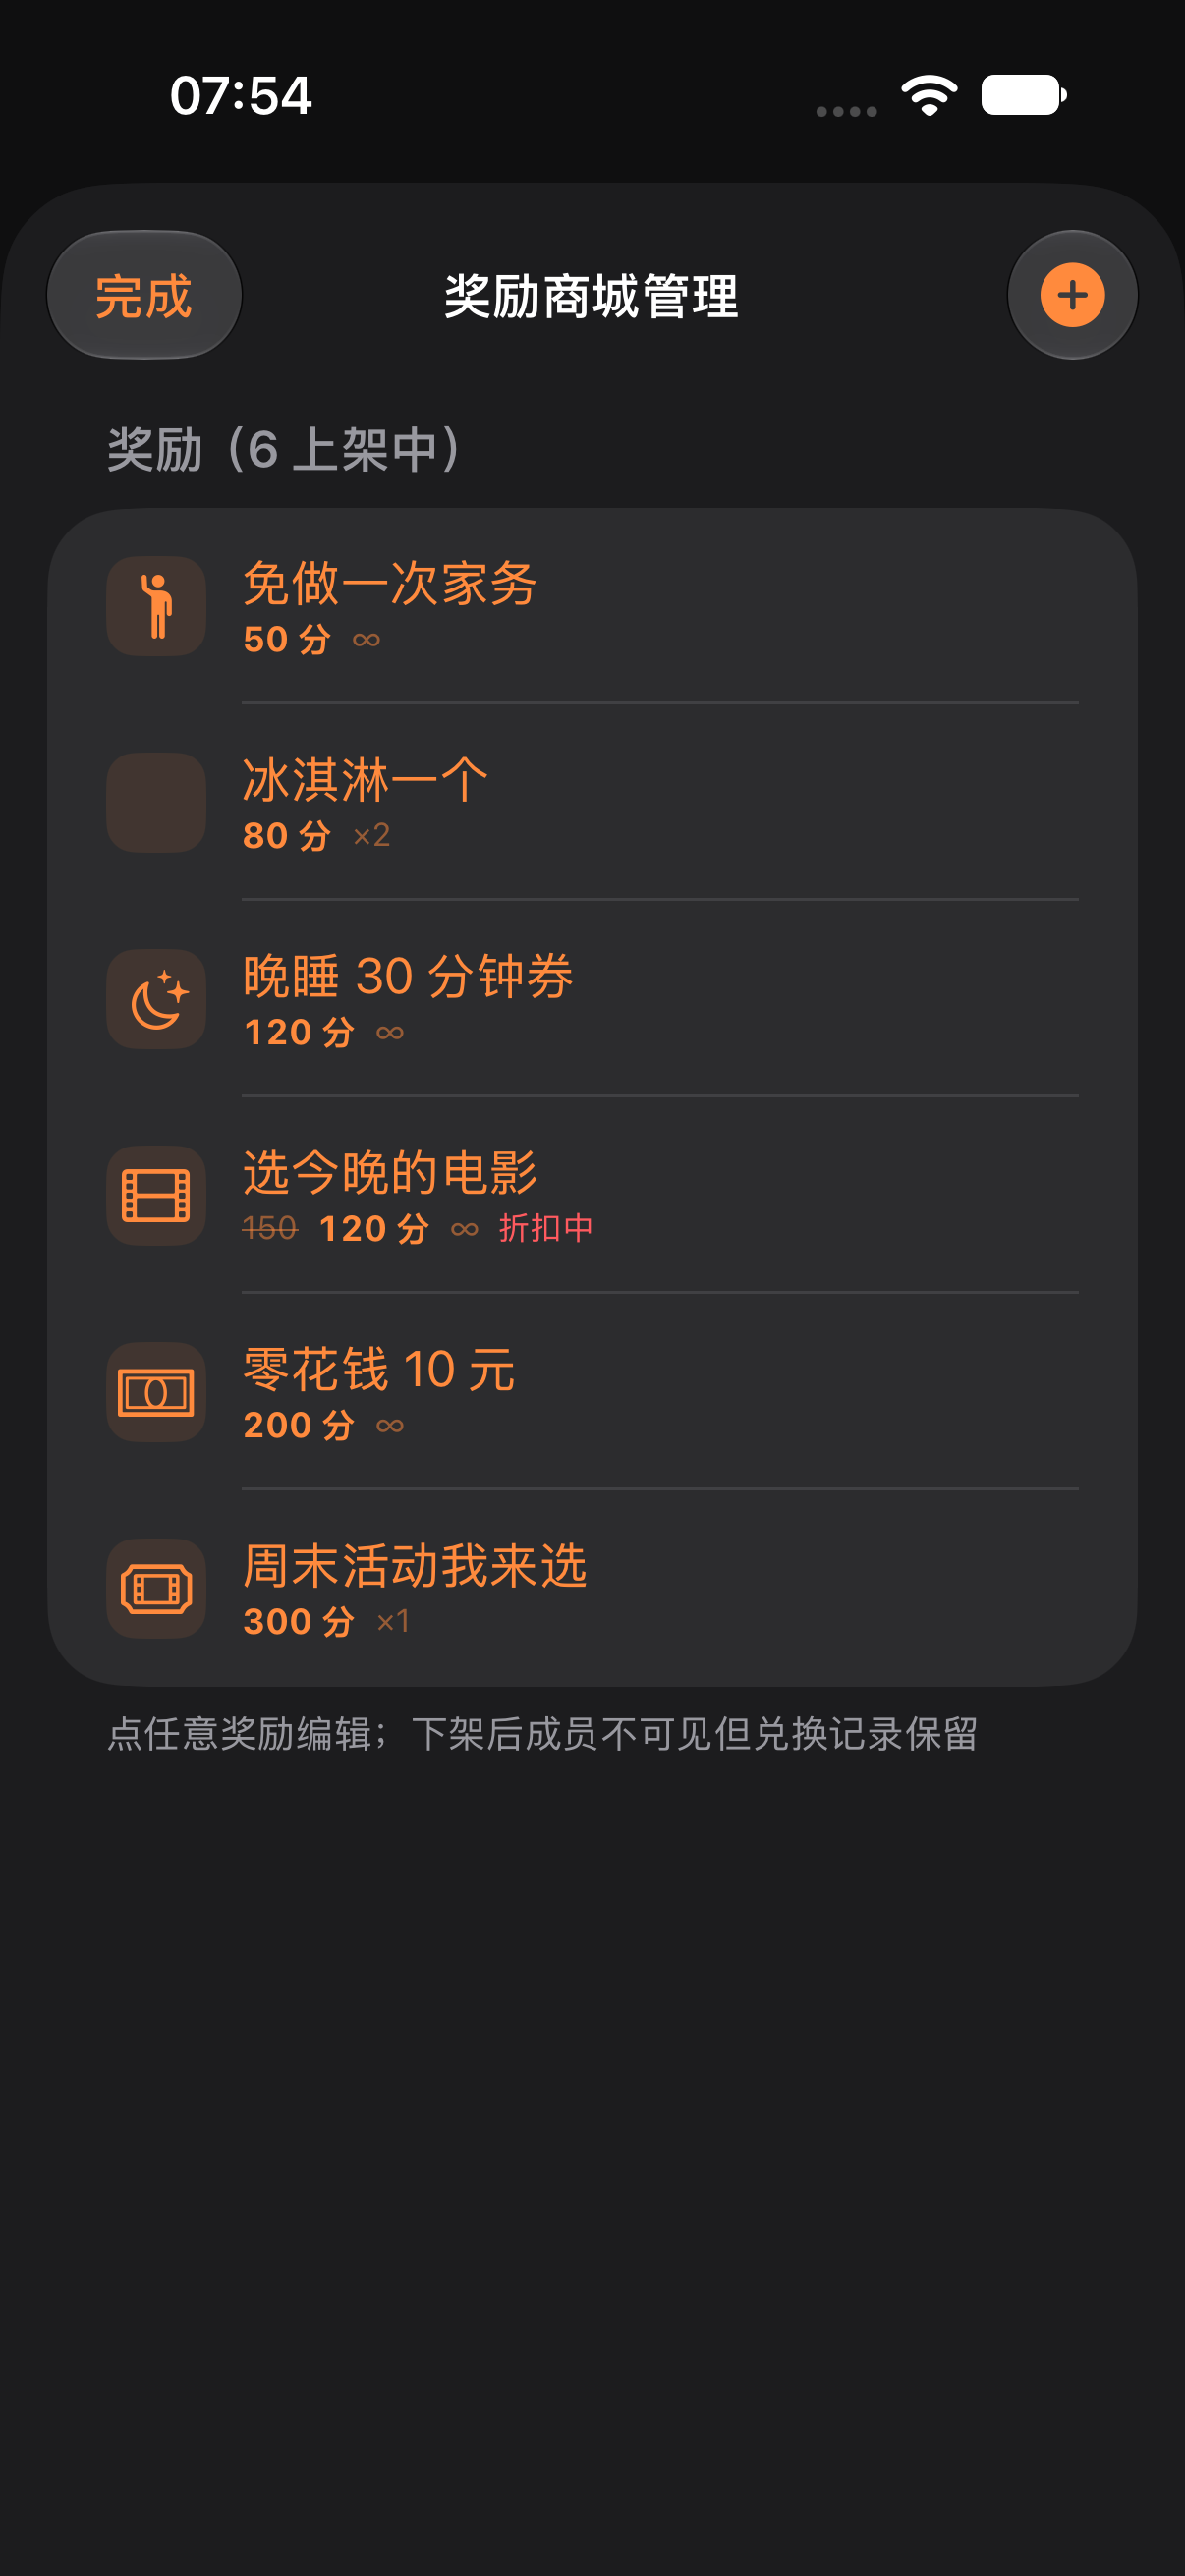 07:54
完成
奖励商城管理
奖励（6 上架中）
免做一次家务
50 分 ∞
冰淇淋一个
80 分 ×2
晚睡 30 分钟券
120 分 ∞
选今晚的电影
150 120 分 ∞ 折扣中
零花钱 10 元
200 分 ∞
周末活动我来选
300 分 ×1
点任意奖励编辑；下架后成员不可见但兑换记录保留